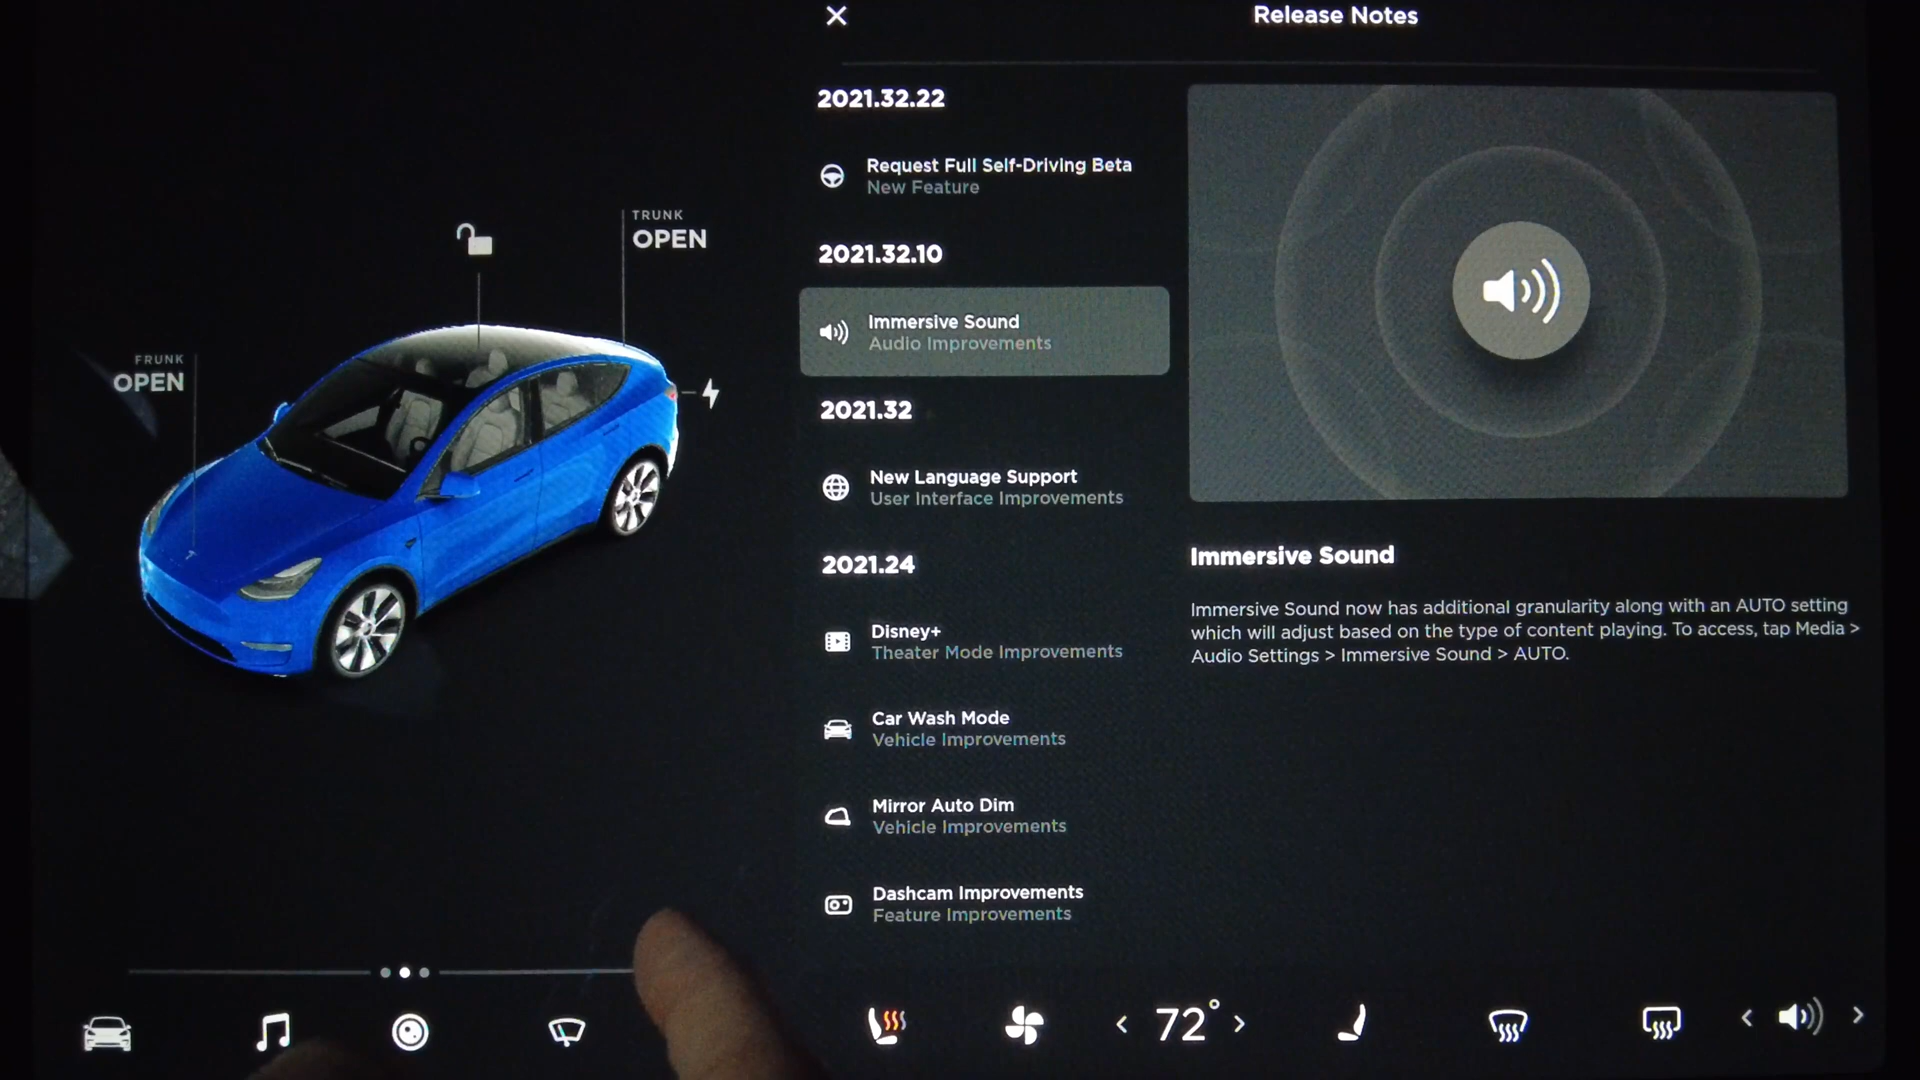 Release Notes
FRUNK
OPEN
TRUNK
OPEN
2021.32.22
Request Full Self-Driving Beta
New Feature
2021.32.10
Immersive Sound
Audio Improvements
2021.32
New Language Support
User Interface Improvements
2021.24
Disney+
Theater Mode Improvements
Car Wash Mode
Vehicle Improvements
Mirror Auto Dim
Vehicle Improvements
Dashcam Improvements
Feature Improvements
Immersive Sound
Immersive Sound now has additional granularity along with an AUTO setting
which will adjust based on the type of content playing. To access, tap Media >
Audio Settings > Immersive Sound > AUTO.
72°